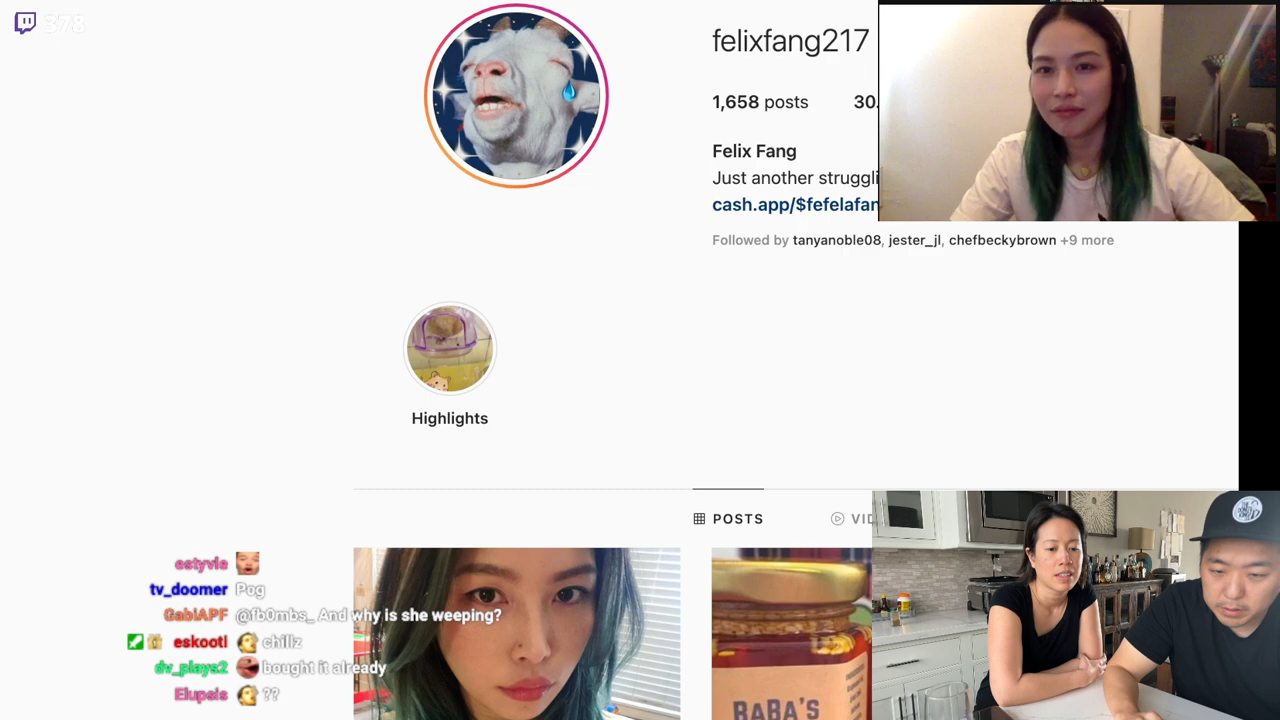 378
felixfang217
1,658 posts 30.
Felix Fang
Just another struggli
cash.app/$fefelafan
Followed by tanyanoble08, jester_jl, chefbeckybrown +9 more
Highlights
POSTS VID
estyvie
tv_doomer Pog
GabiAPF @fb0mbs_ And why is she weeping?
eskootl chillz
dv_plays2 bought it already
Elupsis ??
BABA'S